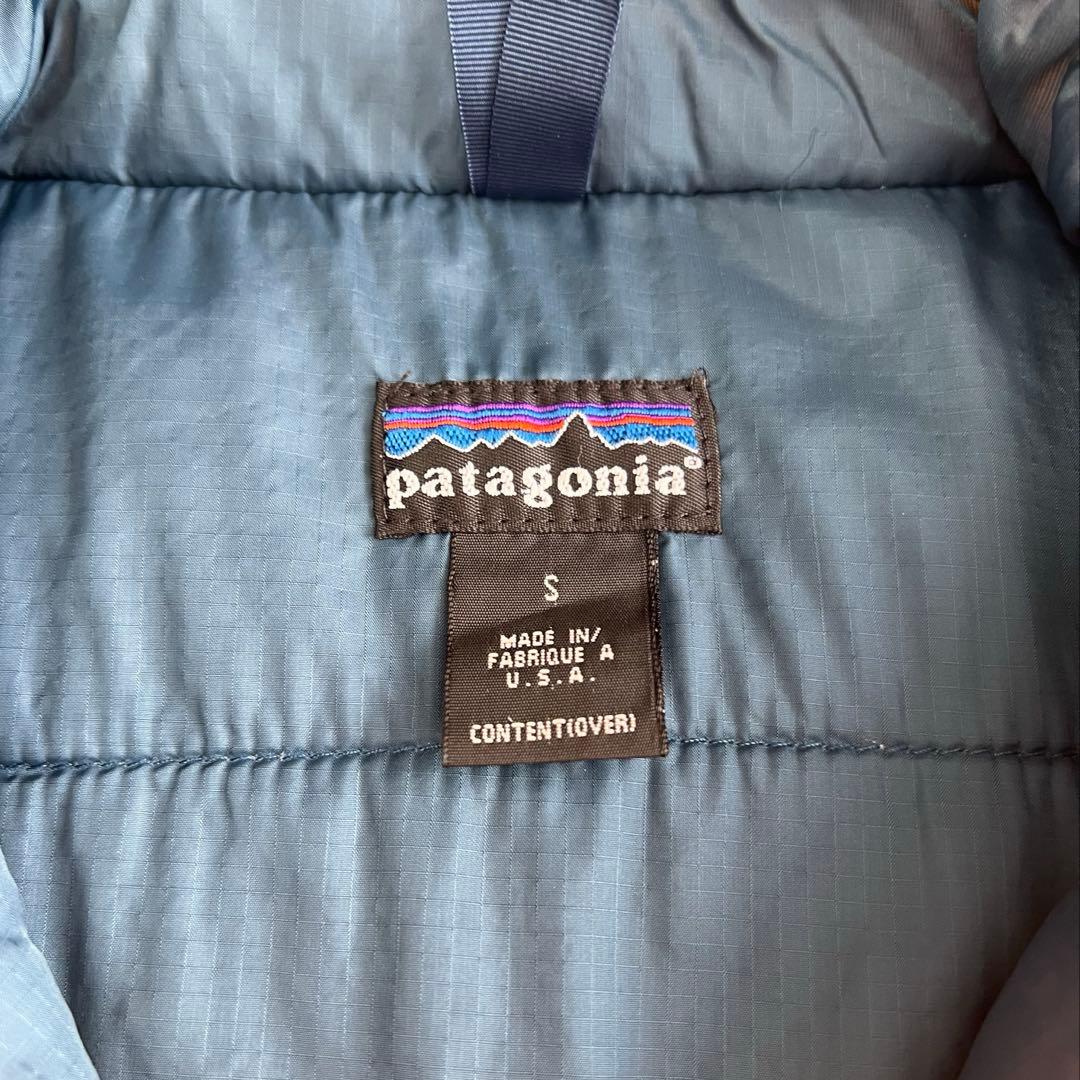 patagonia®
S
MADE IN/
FABRIQUE A
U.S.A.
CONTENT(OVER)